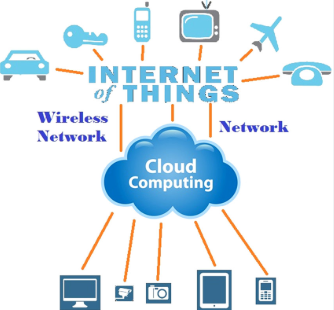 INTERNET
of THINGS
Wireless
Network
Network
Cloud
Computing